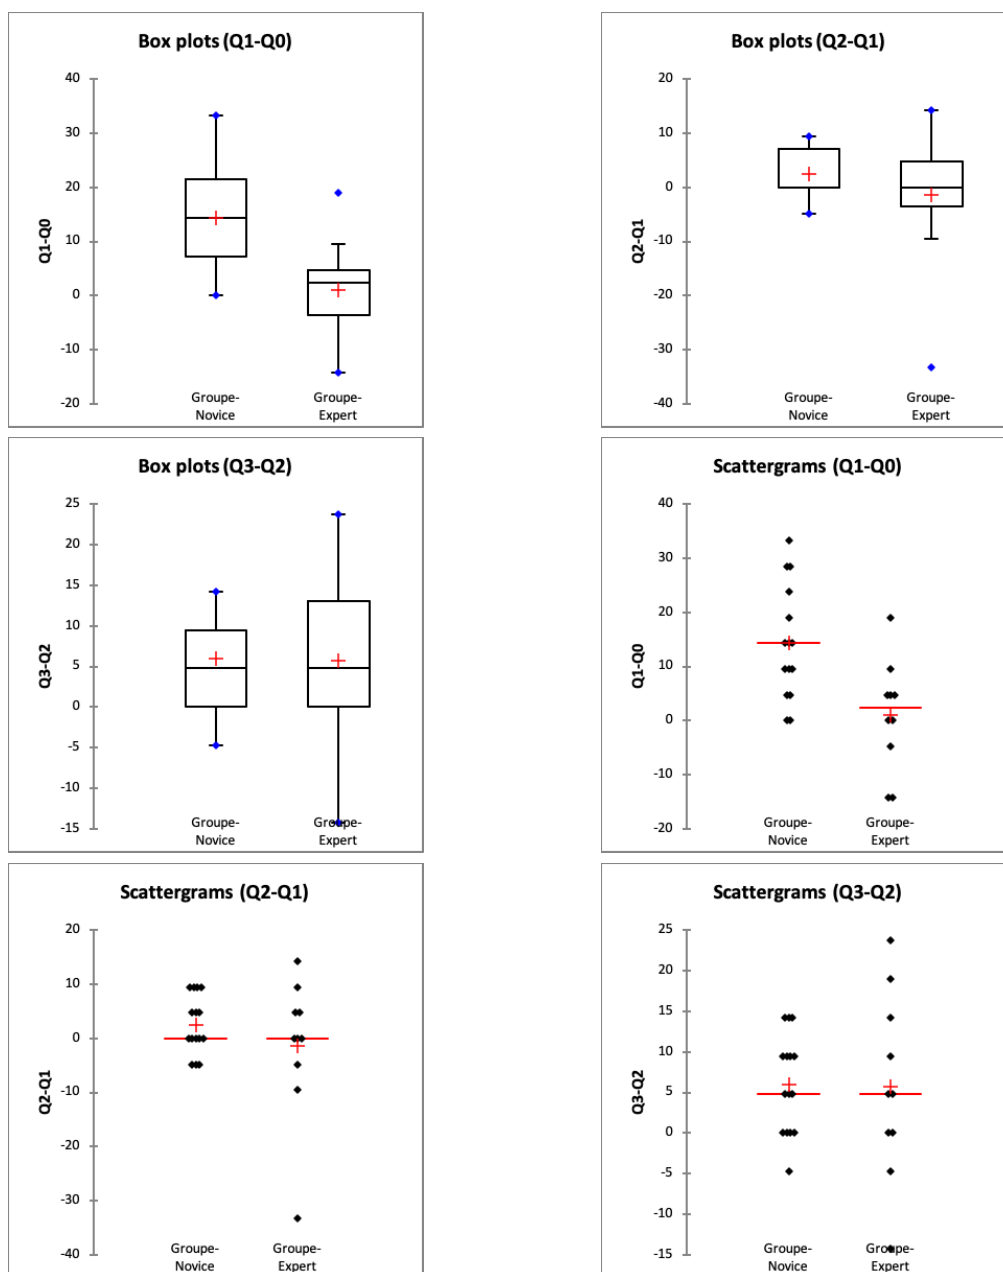 Box plots (Q1-Q0)
40
30
20
10
0
-10
-20
Q1-Q0
Groupe-
Novice
Groupe-
Expert
Box plots (Q2-Q1)
20
10
0
-10
-20
-30
-40
Q2-Q1
Groupe-
Novice
Groupe-
Expert
Box plots (Q3-Q2)
25
20
15
10
5
0
-5
-10
-15
Q3-Q2
Groupe-
Novice
Groupe-
Expert
Scattergrams (Q1-Q0)
40
30
20
10
0
-10
-20
Q1-Q0
Groupe-
Novice
Groupe-
Expert
Scattergrams (Q2-Q1)
20
10
0
-10
-20
-30
-40
Q2-Q1
Groupe-
Novice
Groupe-
Expert
Scattergrams (Q3-Q2)
25
20
15
10
5
0
-5
-10
-15
Q3-Q2
Groupe-
Novice
Groupe-
Expert